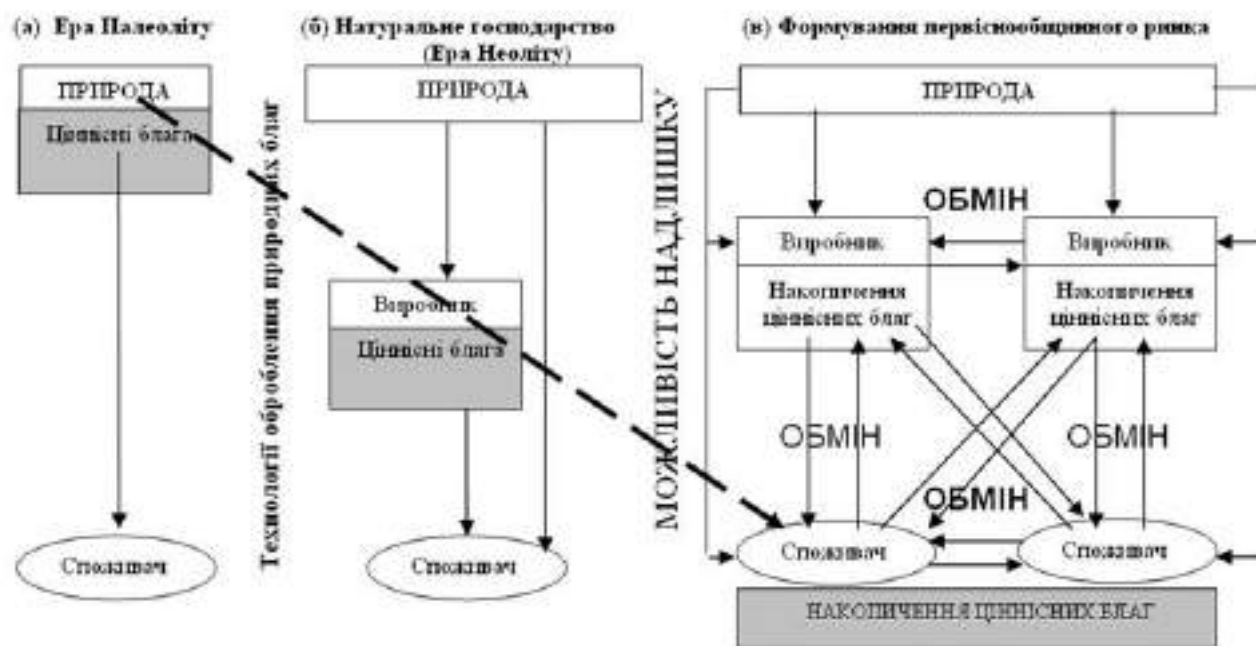 (а) Ера Палеоліту
ПРИРОДА
Ціннісні блага
Споживач
Технології оброблення природних благ
(б) Натуральне господарство
(Ера Неоліту)
ПРИРОДА
Виробник
Ціннісні блага
Споживач
МОЖЛИВІСТЬ НАДЛИШКУ
(в) Формування первіснообщинного ринка
ПРИРОДА
ОБМІН
Виробник
Виробник
Накопичення
ціннісних благ
Накопичення
ціннісних благ
ОБМІН
ОБМІН
ОБМІН
Споживач
Споживач
НАКОПИЧЕННЯ ЦІННІСНИХ БЛАГ